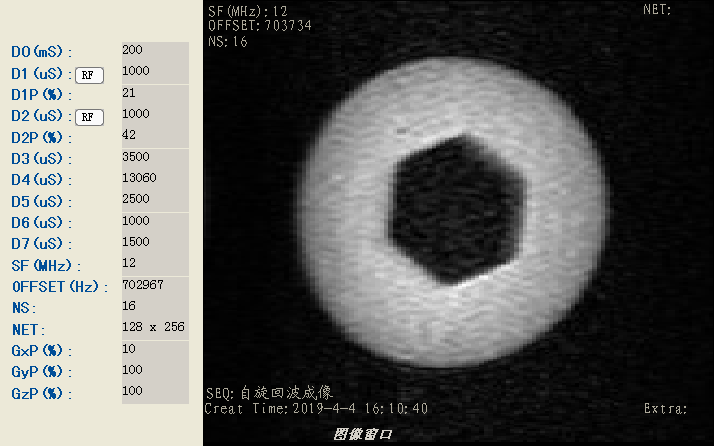 D0(mS): 200
D1(uS): RF 1000
D1P(%): 21
D2(uS): RF 1000
D2P(%): 42
D3(uS): 3500
D4(uS): 13060
D5(uS): 2500
D6(uS): 1000
D7(uS): 1500
SF(MHz): 12
OFFSET(Hz): 702967
NS: 16
NET: 128 x 256
GxP(%): 10
GyP(%): 100
GzP(%): 100
SF(MHz):12
OFFSET:703734
NS:16
NET:
SEQ:自旋回波成像
Creat Time:2019-4-4 16:10:40
Extra:
图像窗口